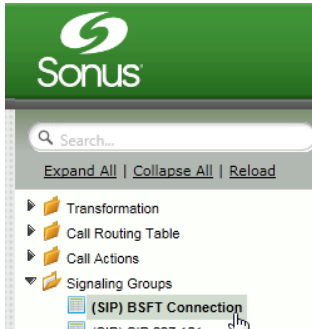 Sonus
Search...
Expand All | Collapse All | Reload
Transformation
Call Routing Table
Call Actions
Signaling Groups
(SIP) BSFT Connection